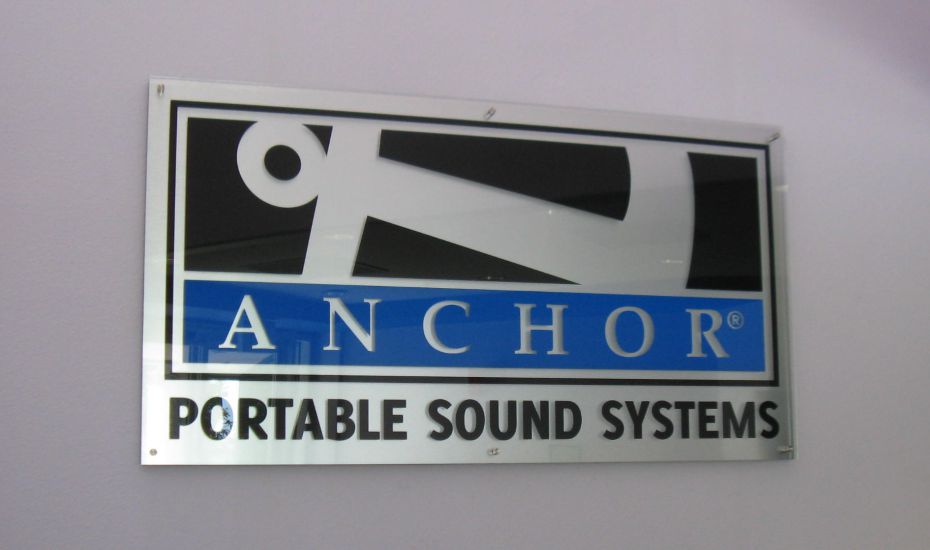 ANCHOR®
PORTABLE SOUND SYSTEMS